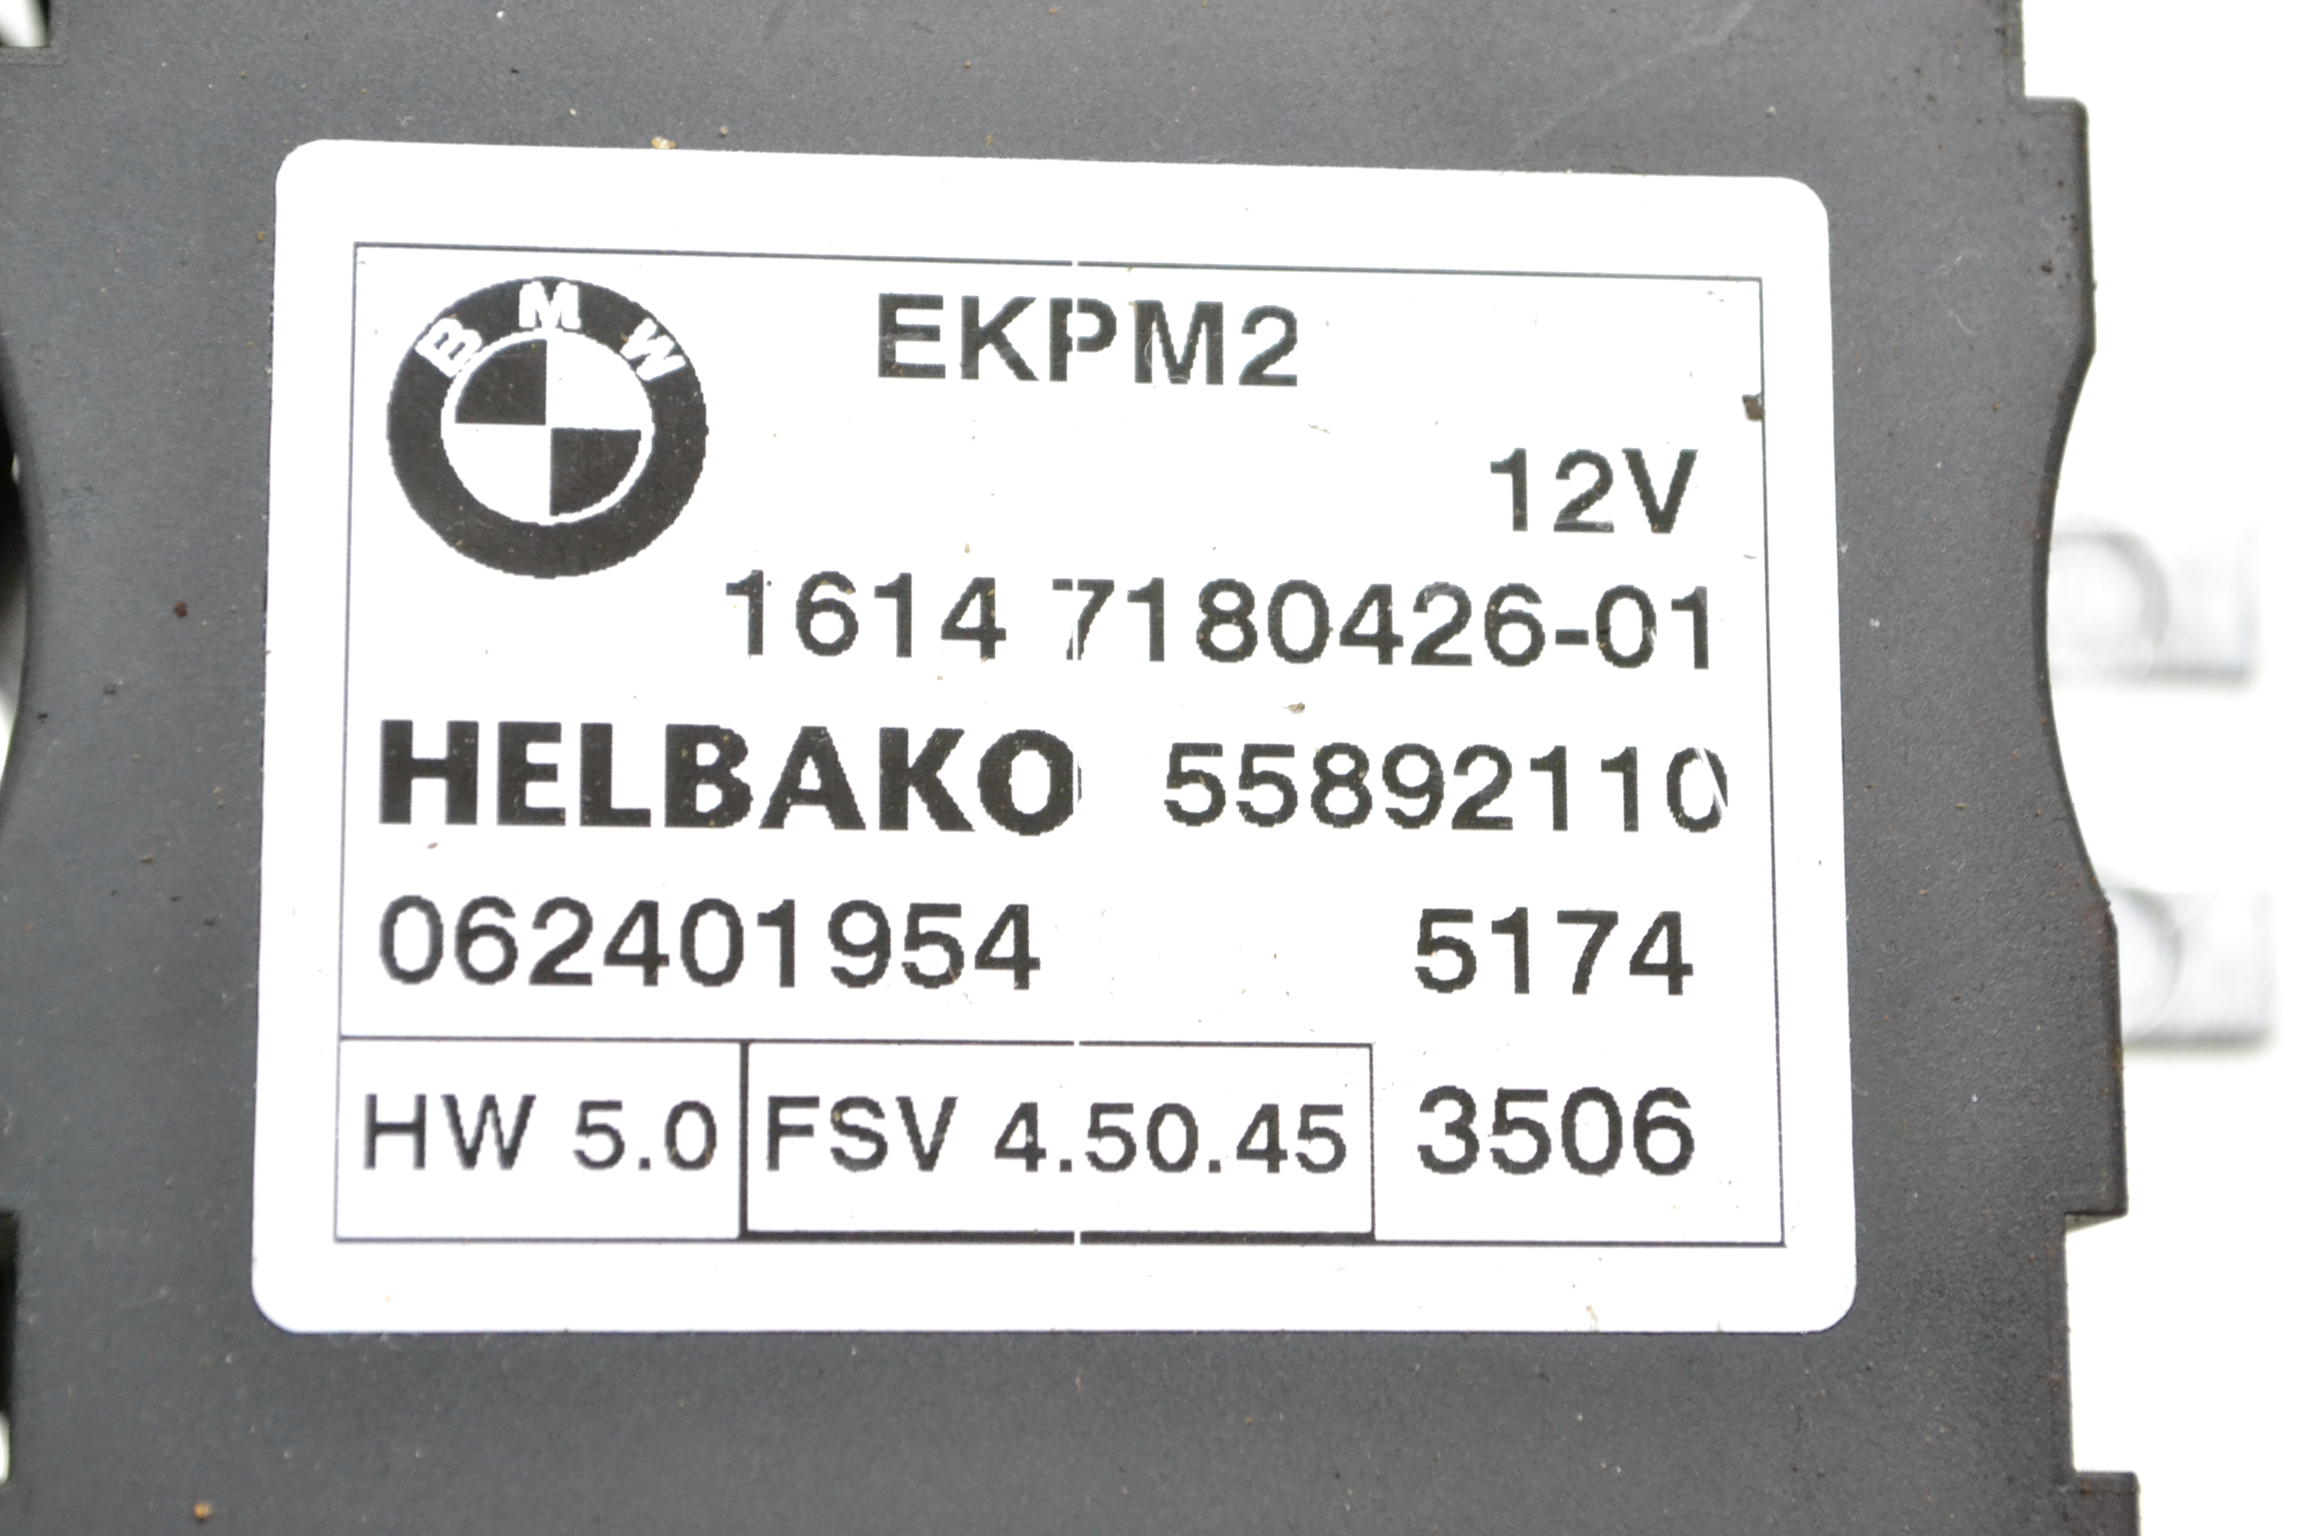 BMW
EKPM2
12V
1614 7180426-01
HELBAKO 55892110
062401954 5174
HW 5.0 FSV 4.50.45 3506